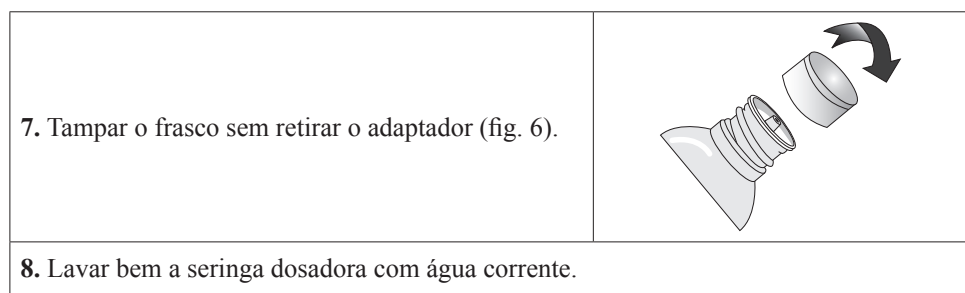 7. Tampar o frasco sem retirar o adaptador (fig. 6).
8. Lavar bem a seringa dosadora com água corrente.